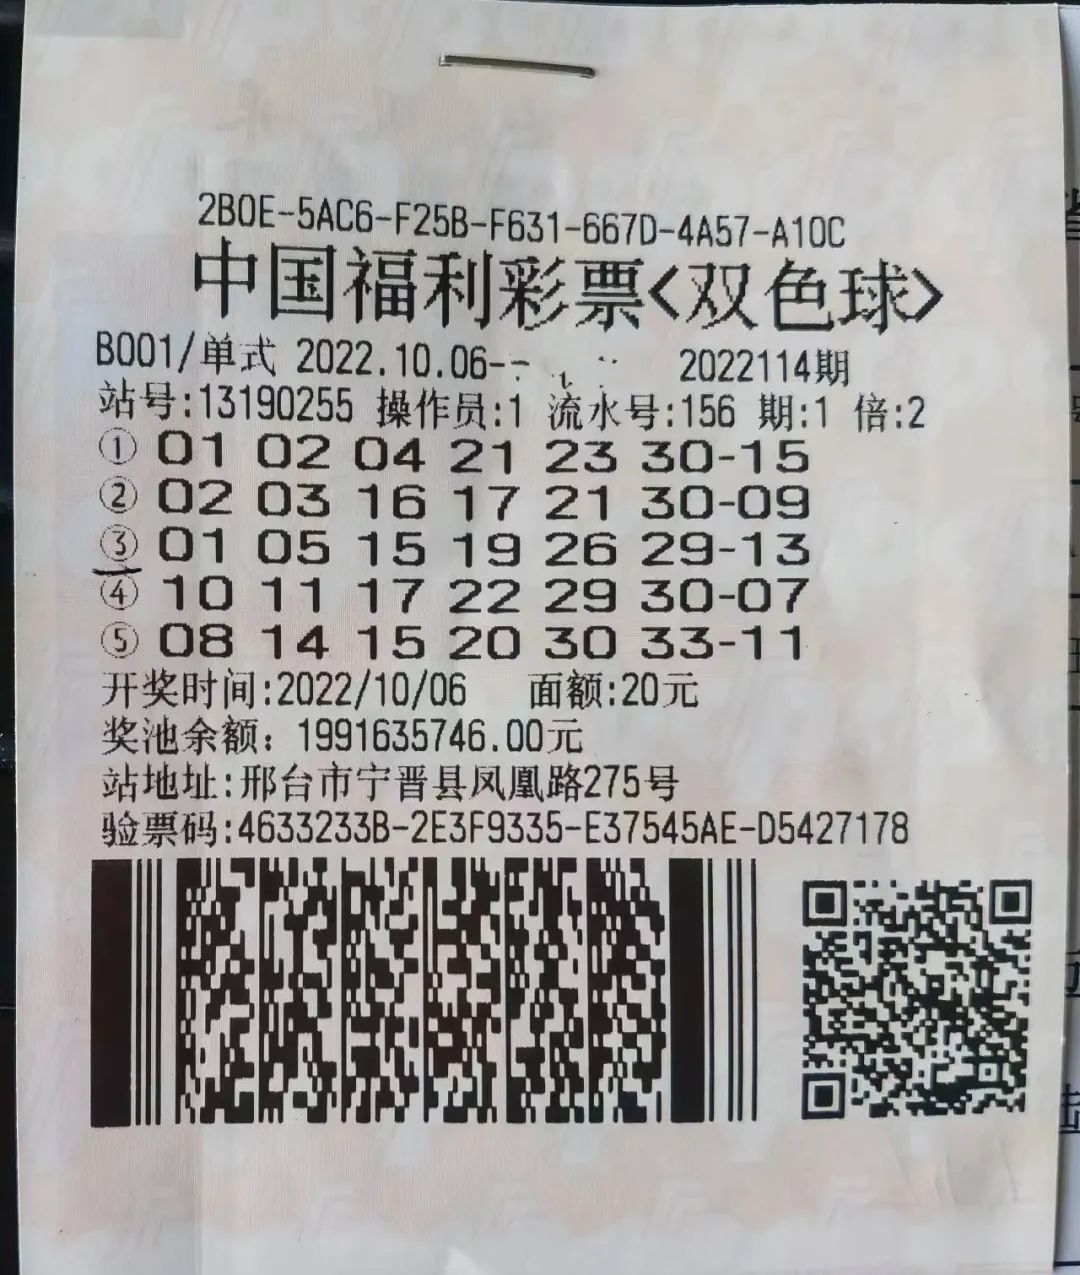 2B0E-5AC6-F25B-F631-667D-4A57-A10C
中国福利彩票<双色球>
B001/单式 2022.10.06- 2022114期
站号:13190255 操作员:1 流水号:156 期:1 倍:2
① 01 02 04 21 23 30-15
② 02 03 16 17 21 30-09
③ 01 05 15 19 26 29-13
④ 10 11 17 22 29 30-07
⑤ 08 14 15 20 30 33-11
开奖时间:2022/10/06 面额:20元
奖池余额: 1991635746.00元
站地址:邢台市宁晋县凤凰路275号
验票码:4633233B-2E3F9335-E37545AE-D5427178